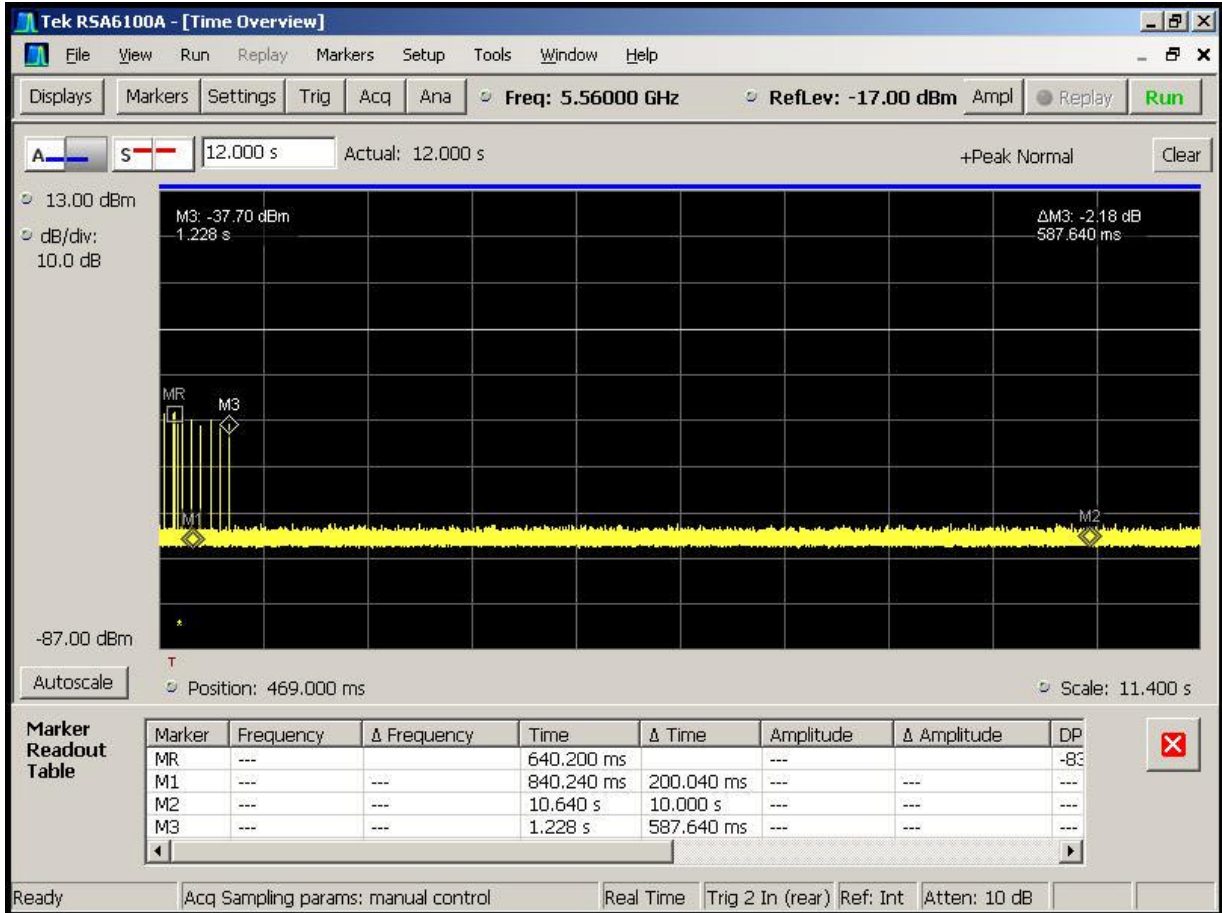 Tek RSA6100A - [Time Overview]
File View Run Replay Markers Setup Tools Window Help
Displays Markers Settings Trig Acq Ana Freq: 5.56000 GHz RefLev: -17.00 dBm Ampl Replay Run
A S 12.000 s Actual: 12.000 s +Peak Normal Clear
13.00 dBm
dB/div:
10.0 dB
M3: -37.70 dBm
1.228 s
ΔM3: -2.18 dB
587.640 ms
MR
M3
M1
M2
-87.00 dBm
T
Autoscale Position: 469.000 ms Scale: 11.400 s
Marker Readout Table
Marker Frequency Δ Frequency Time Δ Time Amplitude Δ Amplitude DP
MR --- 640.200 ms --- -83
M1 --- --- 840.240 ms 200.040 ms --- --- ---
M2 --- --- 10.640 s 10.000 s --- --- ---
M3 --- --- 1.228 s 587.640 ms --- --- ---
Ready Acq Sampling params: manual control Real Time Trig 2 In (rear) Ref: Int Atten: 10 dB